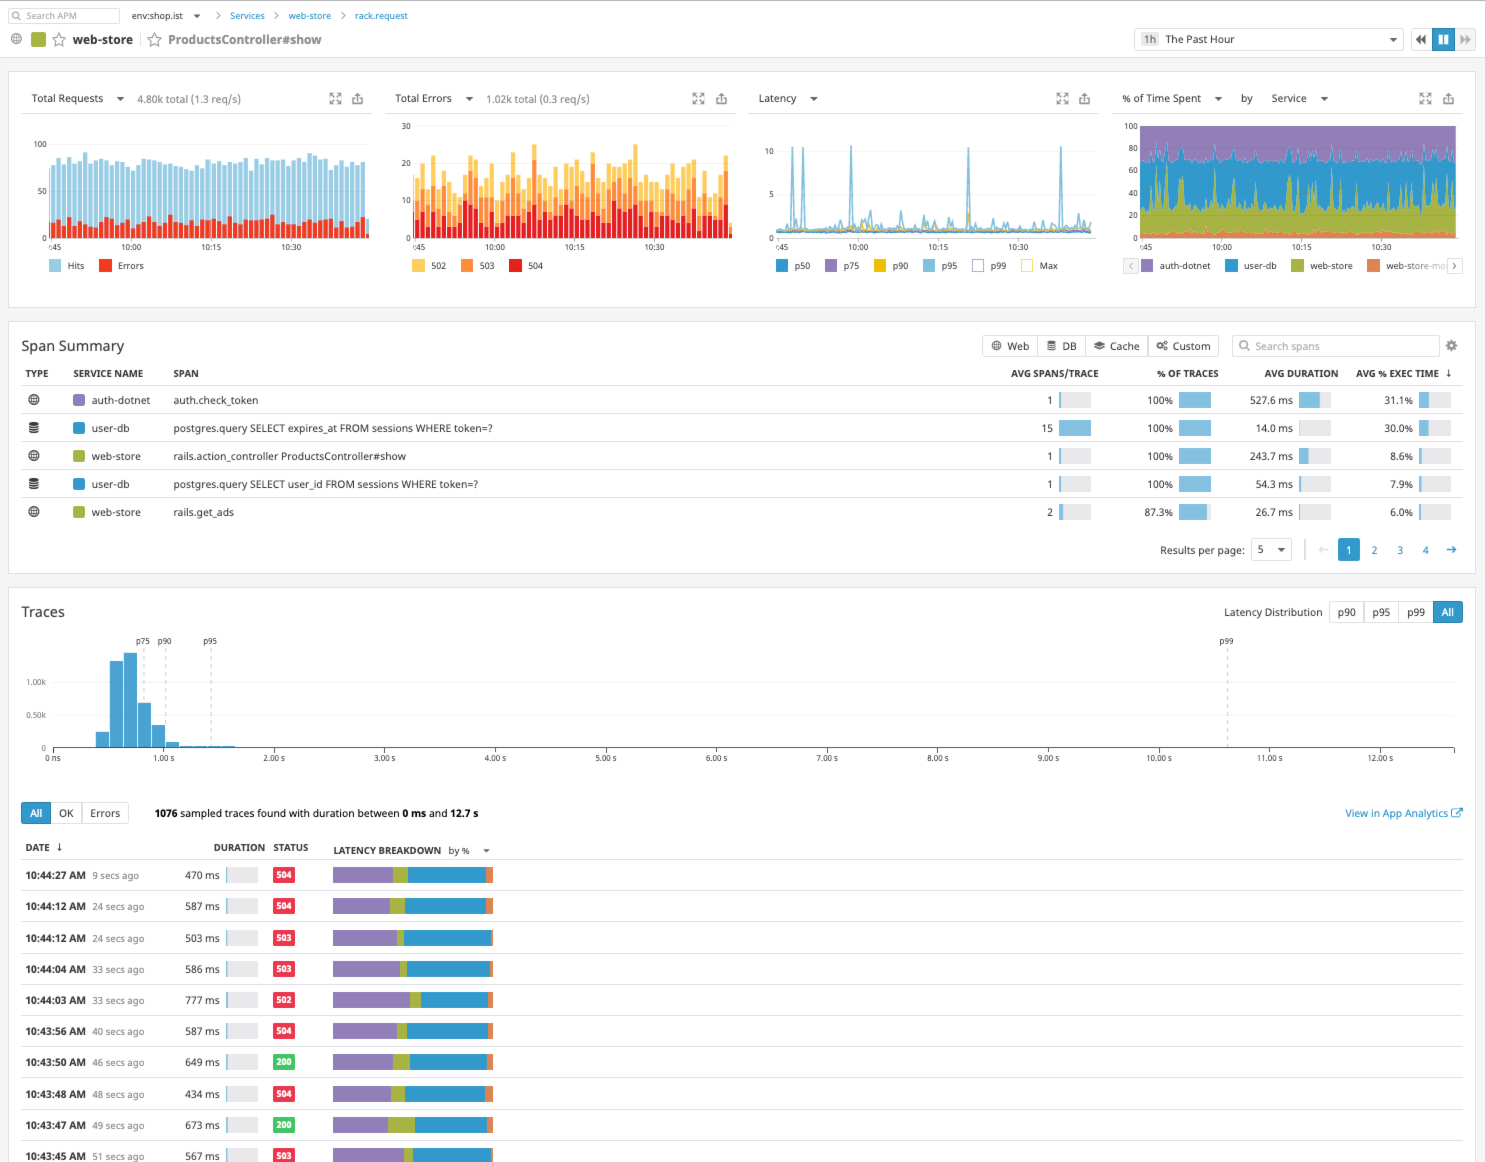 Search APM env:shop.ist Services web-store rack.request
web-store ProductsController#show 1h The Past Hour
Total Requests 4.80k total (1.3 req/s)
100
50
0
:45 10:00 10:15 10:30
Hits Errors
Total Errors 1.02k total (0.3 req/s)
30
20
10
0
:45 10:00 10:15 10:30
502 503 504
Latency
10
5
0
:45 10:00 10:15 10:30
p50 p75 p90 p95 p99 Max
% of Time Spent by Service
100
80
60
40
20
0
:45 10:00 10:15 10:30
auth-dotnet user-db web-store web-store-mo
Span Summary Web DB Cache Custom Search spans
TYPE SERVICE NAME SPAN AVG SPANS/TRACE % OF TRACES AVG DURATION AVG % EXEC TIME ↓
auth-dotnet auth.check_token 1 100% 527.6 ms 31.1%
user-db postgres.query SELECT expires_at FROM sessions WHERE token=? 15 100% 14.0 ms 30.0%
web-store rails.action_controller ProductsController#show 1 100% 243.7 ms 8.6%
user-db postgres.query SELECT user_id FROM sessions WHERE token=? 1 100% 54.3 ms 7.9%
web-store rails.get_ads 2 87.3% 26.7 ms 6.0%
Results per page: 5 ← 1 2 3 4 →
Traces Latency Distribution p90 p95 p99 All
p75 p90 p95 p99
1.00k
0.50k
0
0 ns 1.00 s 2.00 s 3.00 s 4.00 s 5.00 s 6.00 s 7.00 s 8.00 s 9.00 s 10.00 s 11.00 s 12.00 s
All OK Errors 1076 sampled traces found with duration between 0 ms and 12.7 s View in App Analytics
DATE ↓ DURATION STATUS LATENCY BREAKDOWN by %
10:44:27 AM 9 secs ago 470 ms 504
10:44:12 AM 24 secs ago 587 ms 504
10:44:12 AM 24 secs ago 503 ms 503
10:44:04 AM 33 secs ago 586 ms 503
10:44:03 AM 33 secs ago 777 ms 502
10:43:56 AM 40 secs ago 587 ms 504
10:43:50 AM 46 secs ago 649 ms 200
10:43:48 AM 48 secs ago 434 ms 504
10:43:47 AM 49 secs ago 673 ms 200
10:43:45 AM 51 secs ago 567 ms 503